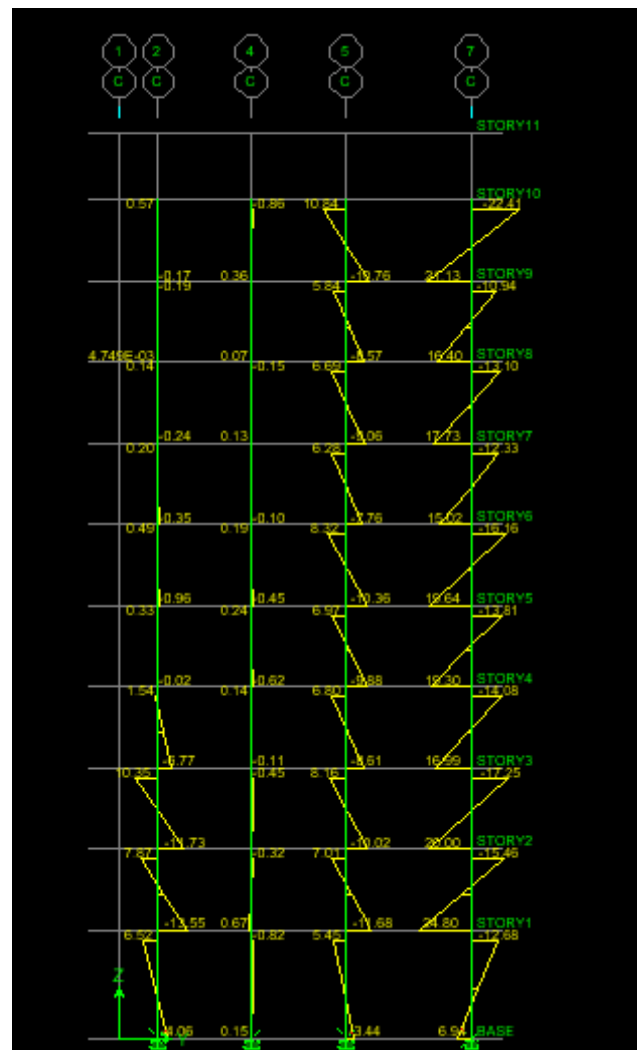 1 2 4 5 7
C C C C C
STORY11
STORY10
0.57 -0.86 10.84 -22.41
-0.17 0.36 -10.76 21.13 STORY9
-0.19 5.84 -10.94
4.749E-03 0.07 -8.57 16.40 STORY8
0.14 -0.15 6.69 -13.10
-0.24 0.13 -9.06 17.73 STORY7
0.20 6.28 -12.33
-0.35 0.19 -0.10 -7.76 15.02 STORY6
0.49 8.32 -16.16
-0.96 0.24 -0.45 -10.36 19.64 STORY5
0.33 6.97 -13.81
-0.02 0.14 -0.62 -9.88 STORY4
1.54 6.80 -14.08
-6.77 -0.11 -8.61 16.99 STORY3
10.35 -0.45 8.16 -17.25
-11.73 -0.32 -10.02 20.00 STORY2
7.87 7.01 -15.46
-13.55 0.67 -11.68 24.80 STORY1
6.52 -0.82 5.45 -12.68
Z
-4.06 0.15 -3.44 6.94 BASE